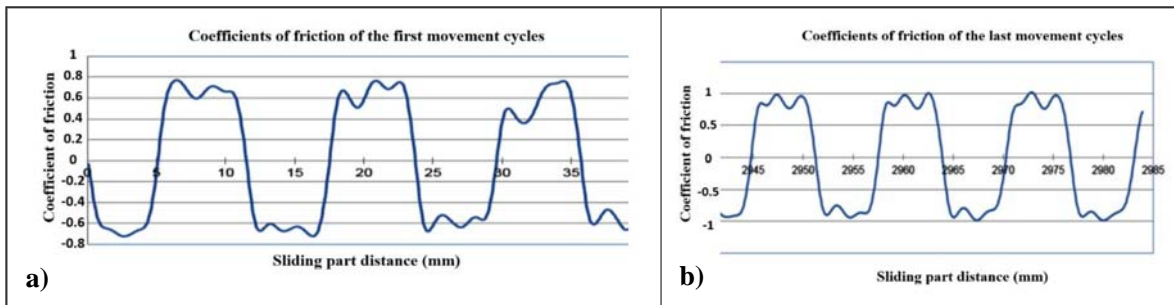 Coefficients of friction of the first movement cycles
Coefficient of friction
1
0.8
0.6
0.4
0.2
0
-0.2
-0.4
-0.6
-0.8
0 5 10 15 20 25 30 35
Sliding part distance (mm)
a)
Coefficients of friction of the last movement cycles
Coefficient of friction
1
0.5
0
-0.5
-1
2945 2950 2955 2960 2965 2970 2975 2980 2985
Sliding part distance (mm)
b)